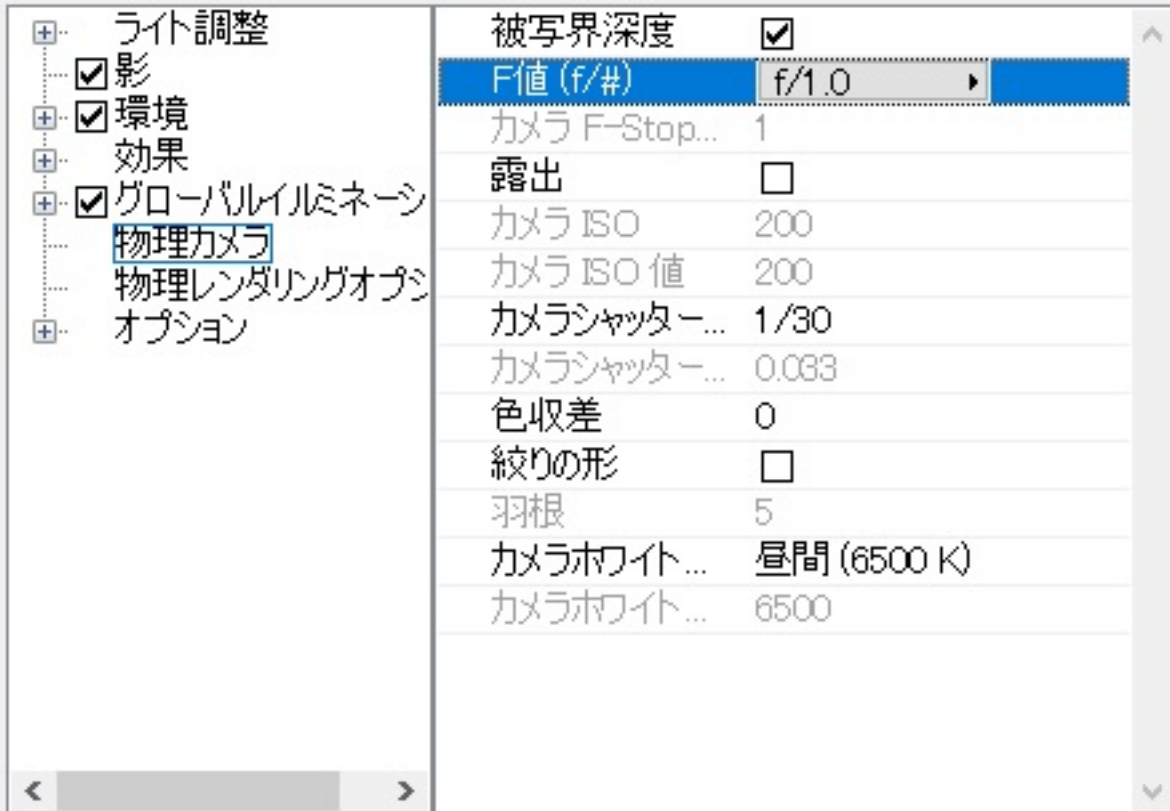 ライト調整
影
環境
効果
グローバルイルミネーシ
物理カメラ
物理レンダリングオプシ
オプション
被写界深度
F値 (f/#) f/1.0
カメラ F-Stop... 1
露出
カメラ ISO 200
カメラ ISO 値 200
カメラシャッター... 1/30
カメラシャッター... 0.033
色収差 0
絞りの形
羽根 5
カメラホワイト... 昼間 (6500 K)
カメラホワイト... 6500